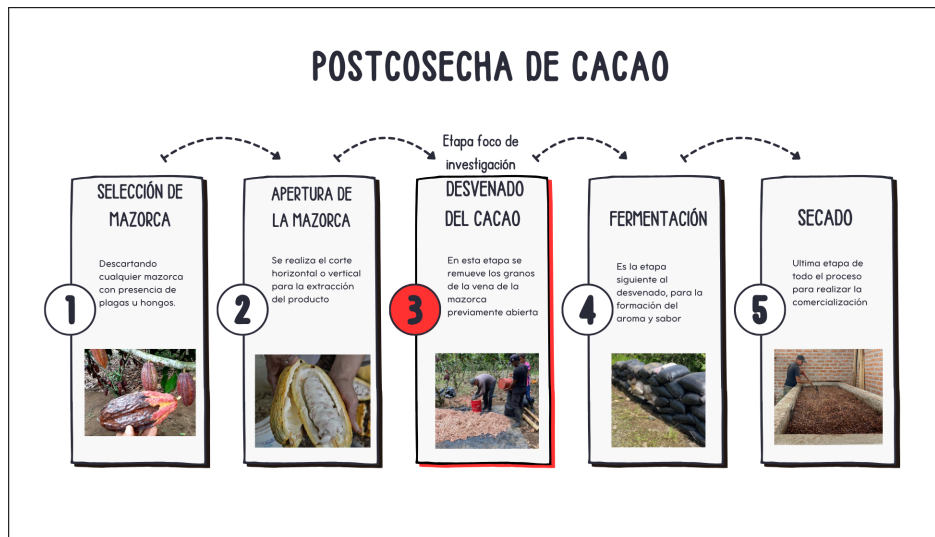 POSTCOSECHA DE CACAO
Etapa foco de
investigación
SELECCIÓN DE
MAZORCA
Descartando
cualquier mazorca
con presencia de
plagas u hongos.
1
APERTURA DE
LA MAZORCA
Se realiza el corte
horizontal o vertical
para la extracción
del producto
2
DESVENADO
DEL CACAO
En esta etapa se
remueve los granos
de la vena de la
mazorca
previamente abierta
3
FERMENTACIÓN
Es la etapa
siguiente al
desvenado, para la
formación del
aroma y sabor
4
SECADO
Ultima etapa de
todo el proceso
para realizar la
comercialización
5